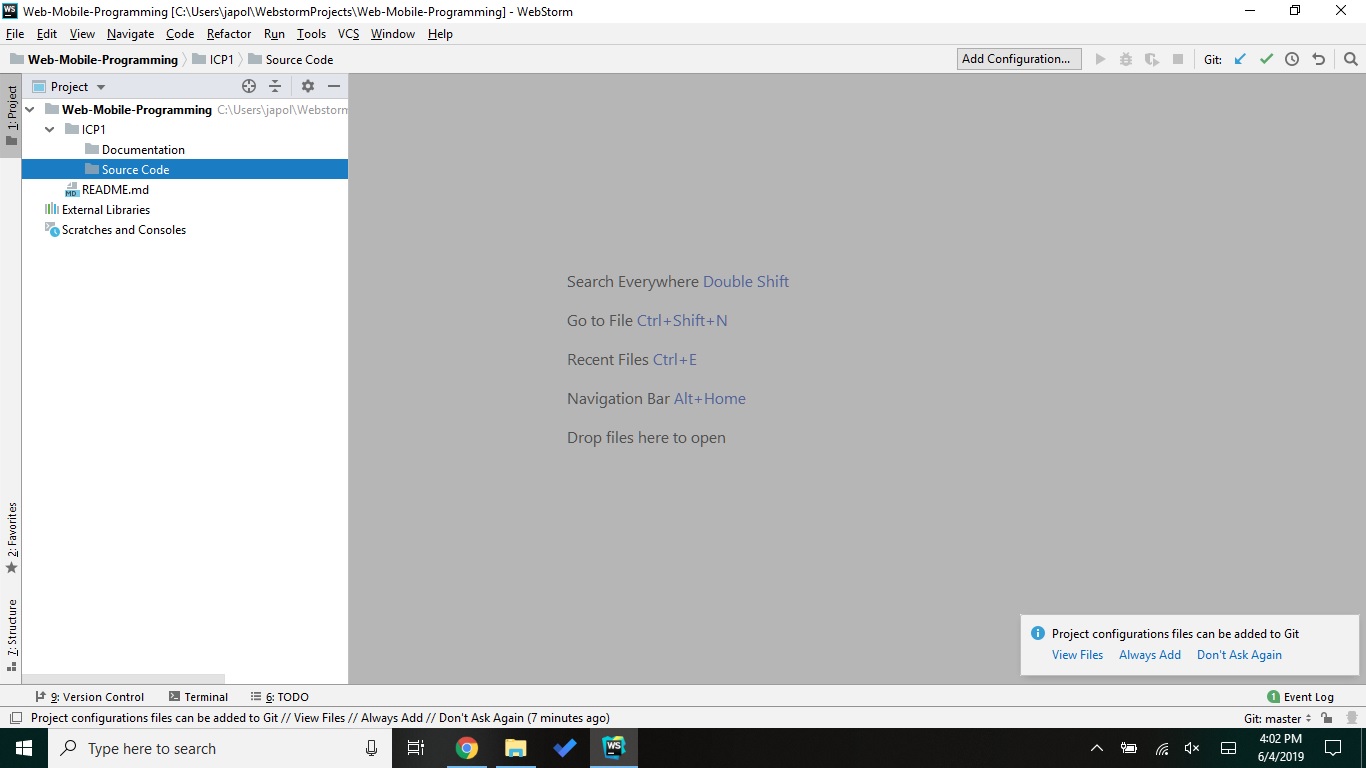 WS Web-Mobile-Programming [C:\Users\japol\WebstormProjects\Web-Mobile-Programming] - WebStorm
File Edit View Navigate Code Refactor Run Tools VCS Window Help
Web-Mobile-Programming ICP1 Source Code Add Configuration... Git:
1: Project
Project
Web-Mobile-Programming C:\Users\japol\Webstorm
ICP1
Documentation
Source Code
MD README.md
External Libraries
Scratches and Consoles
Search Everywhere Double Shift
Go to File Ctrl+Shift+N
Recent Files Ctrl+E
Navigation Bar Alt+Home
Drop files here to open
2: Favorites
7: Structure
Project configurations files can be added to Git
View Files Always Add Don't Ask Again
9: Version Control Terminal 6: TODO 1 Event Log
Project configurations files can be added to Git // View Files // Always Add // Don't Ask Again (7 minutes ago) Git: master
Type here to search WS 4:02 PM
6/4/2019